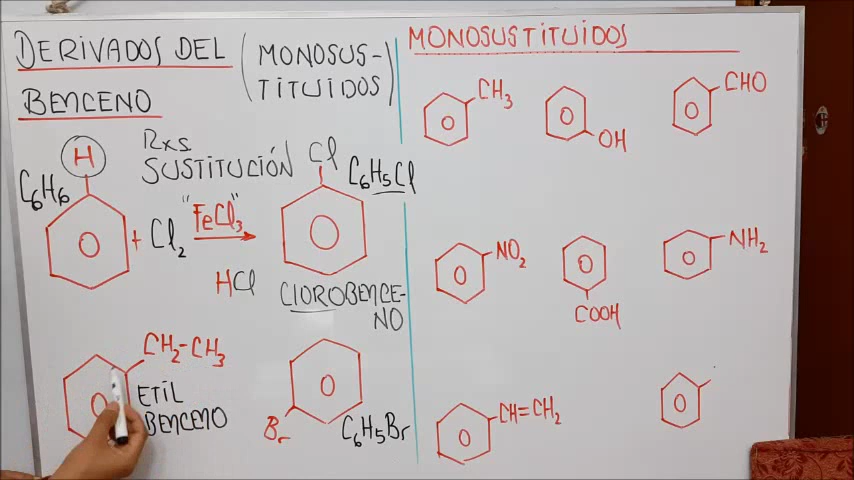 DERIVADOS DEL
BENCENO
(MONOSUS-
TITUIDOS)
H
C6H6
Rxs
SUSTITUCIÓN
+ Cl2
"FeCl3"
HCl
Cl
C6H5Cl
CloROBENCE-
NO
CH2-CH3
ETIL
BENCENO
Br
C6H5Br
MONOSUSTITUIDOS
CH3
OH
CHO
NO2
COOH
NH2
CH=CH2